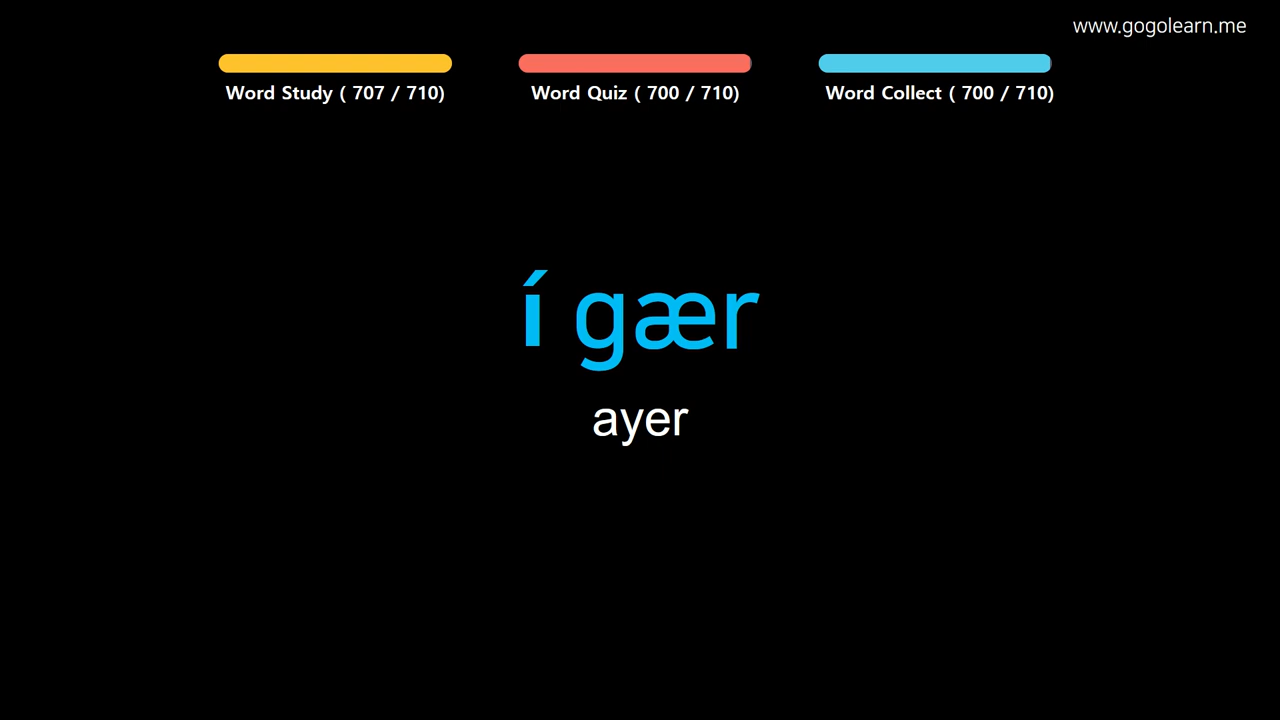 www.gogolearn.me
Word Study ( 707 / 710)
Word Quiz ( 700 / 710)
Word Collect ( 700 / 710)
í gær
ayer